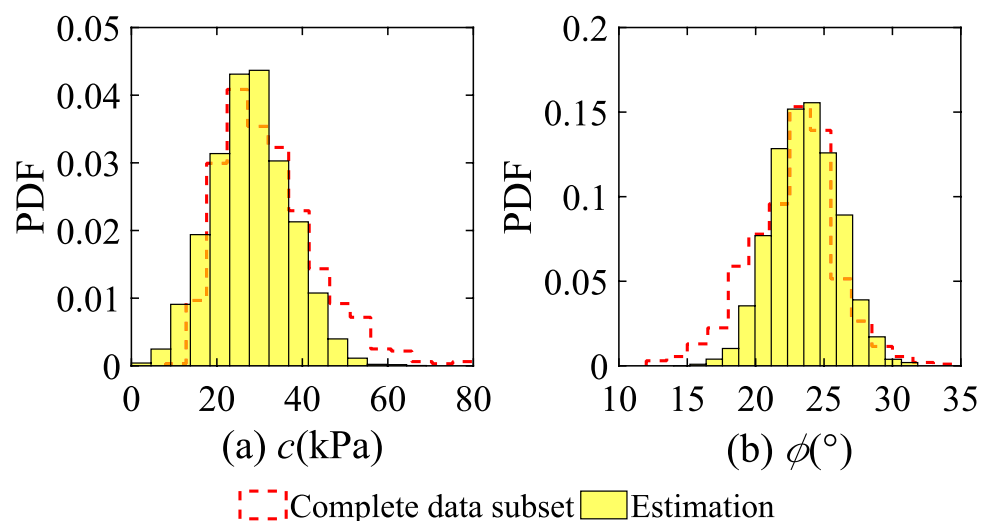 0.05
0.04
0.03
0.02
0.01
0
PDF
0 20 40 60 80
(a) c(kPa)
0.2
0.15
0.1
0.05
0
PDF
10 15 20 25 30 35
(b) ϕ(°)
Complete data subset Estimation